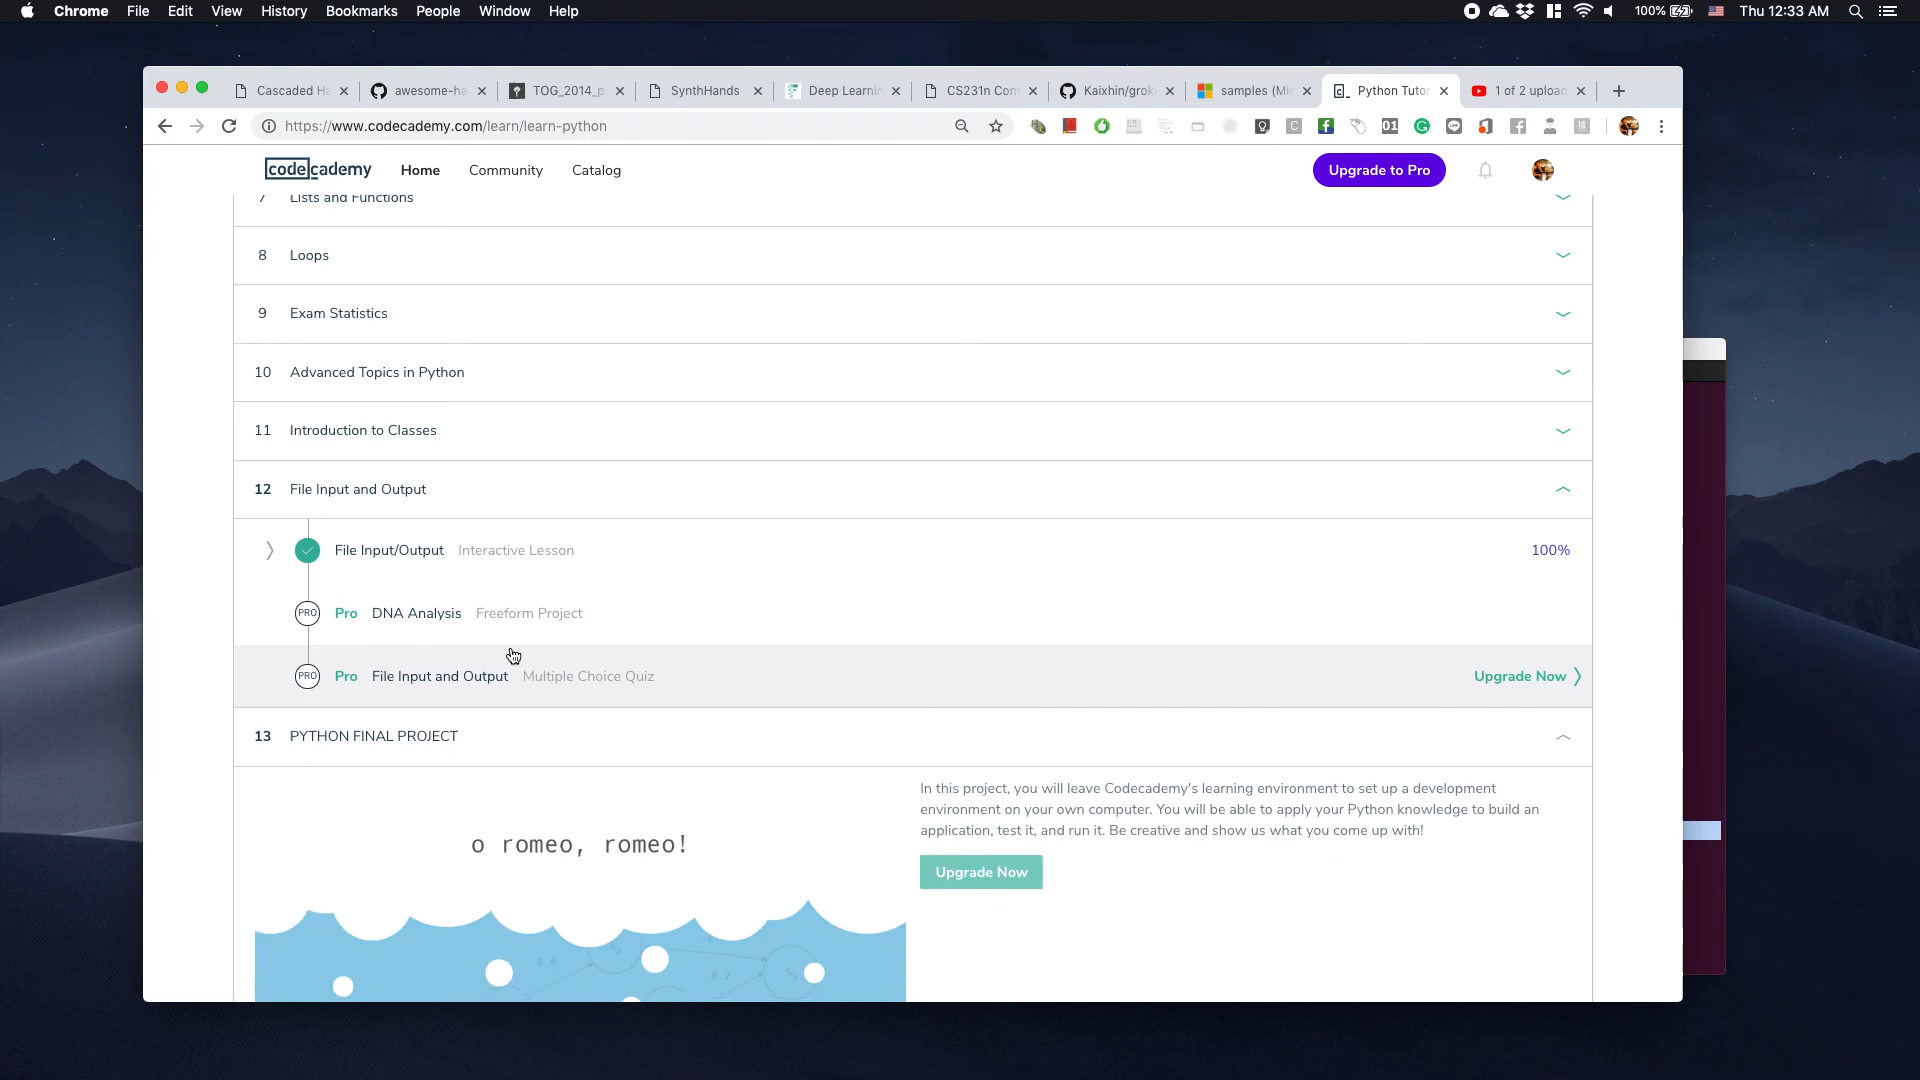 Chrome File Edit View History Bookmarks People Window Help 100% Thu 12:33 AM
Cascaded Ha awesome-ha TOG_2014_p SynthHands Deep Learnin CS231n Con Kaixhin/grok samples (Mic Python Tutor 1 of 2 upload
https://www.codecademy.com/learn/learn-python
codecademy Home Community Catalog Upgrade to Pro
7 Lists and Functions
8 Loops
9 Exam Statistics
10 Advanced Topics in Python
11 Introduction to Classes
12 File Input and Output
File Input/Output Interactive Lesson 100%
PRO Pro DNA Analysis Freeform Project
PRO Pro File Input and Output Multiple Choice Quiz Upgrade Now
13 PYTHON FINAL PROJECT
In this project, you will leave Codecademy's learning environment to set up a development
environment on your own computer. You will be able to apply your Python knowledge to build an
application, test it, and run it. Be creative and show us what you come up with!
o romeo, romeo!
Upgrade Now
0.8
0.2